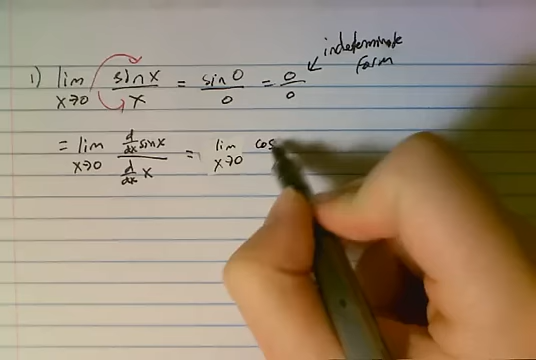 indeterminate form
1) lim x→0 sin x / x = sin 0 / 0 = 0 / 0
= lim x→0 d/dx sin x / d/dx x = lim x→0 cos